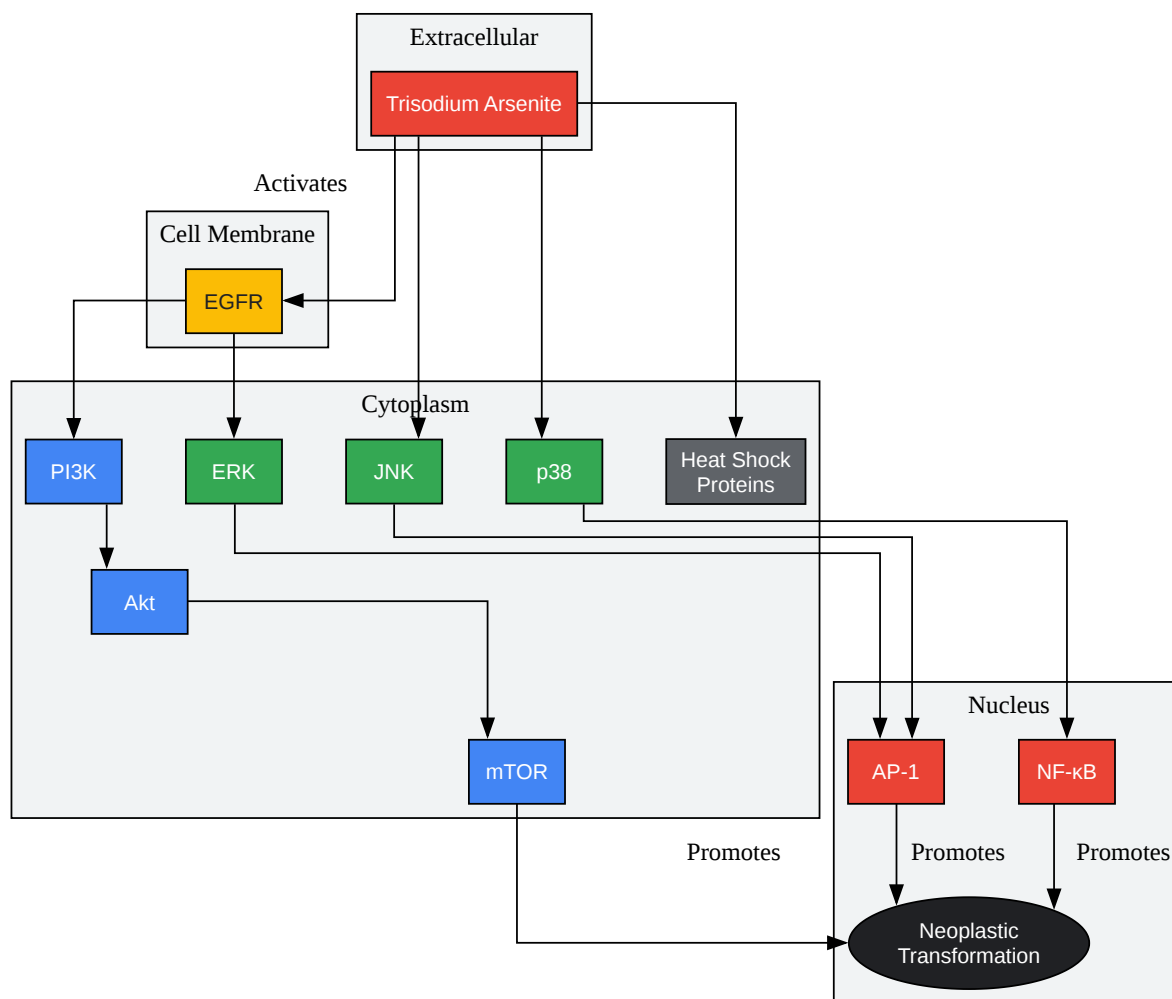 Extracellular
Trisodium Arsenite
Activates
Cell Membrane
EGFR
Cytoplasm
PI3K
ERK
JNK
p38
Heat Shock
Proteins
Akt
Nucleus
mTOR
AP-1
NF-κB
Promotes
Promotes
Promotes
Neoplastic
Transformation